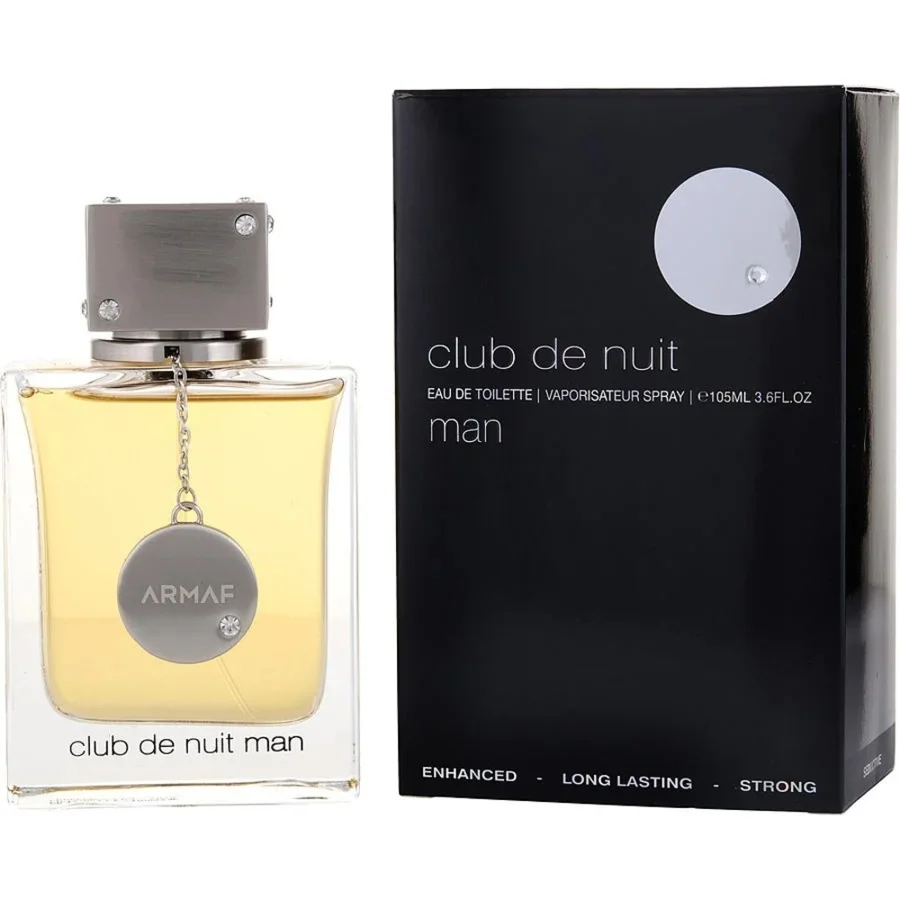 ARMAF
club de nuit man
club de nuit
EAU DE TOILETTE | VAPORISATEUR SPRAY | ℮105ML 3.6FL.OZ
man
ENHANCED - LONG LASTING - STRONG
SEDUCTIVE